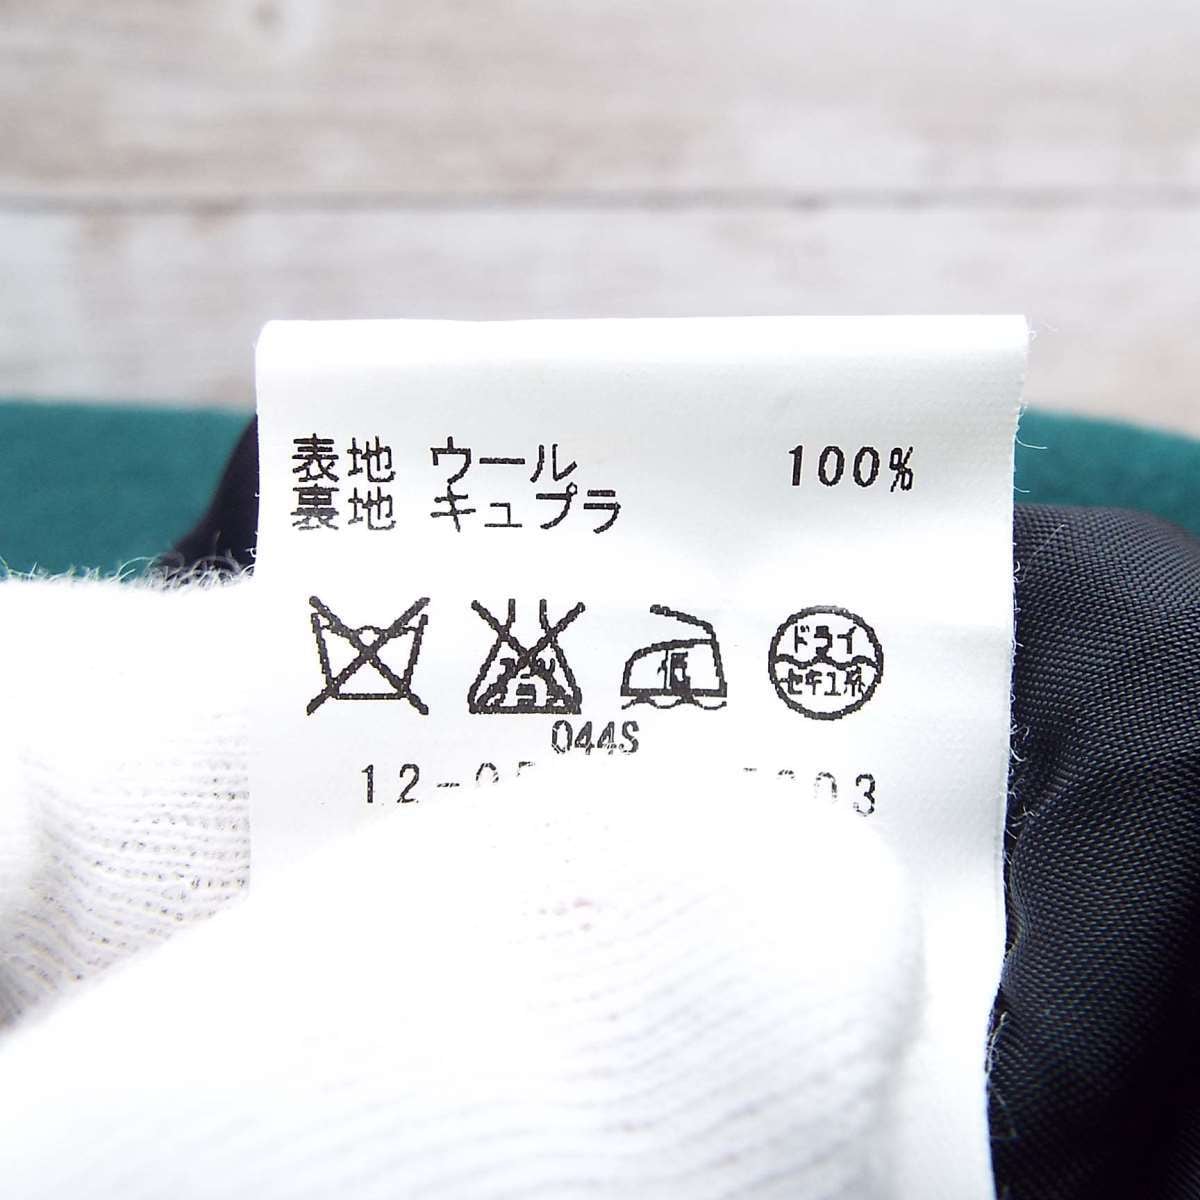 表地 ウール 100%
裏地 キュプラ
ドライ
セキユ系
044S